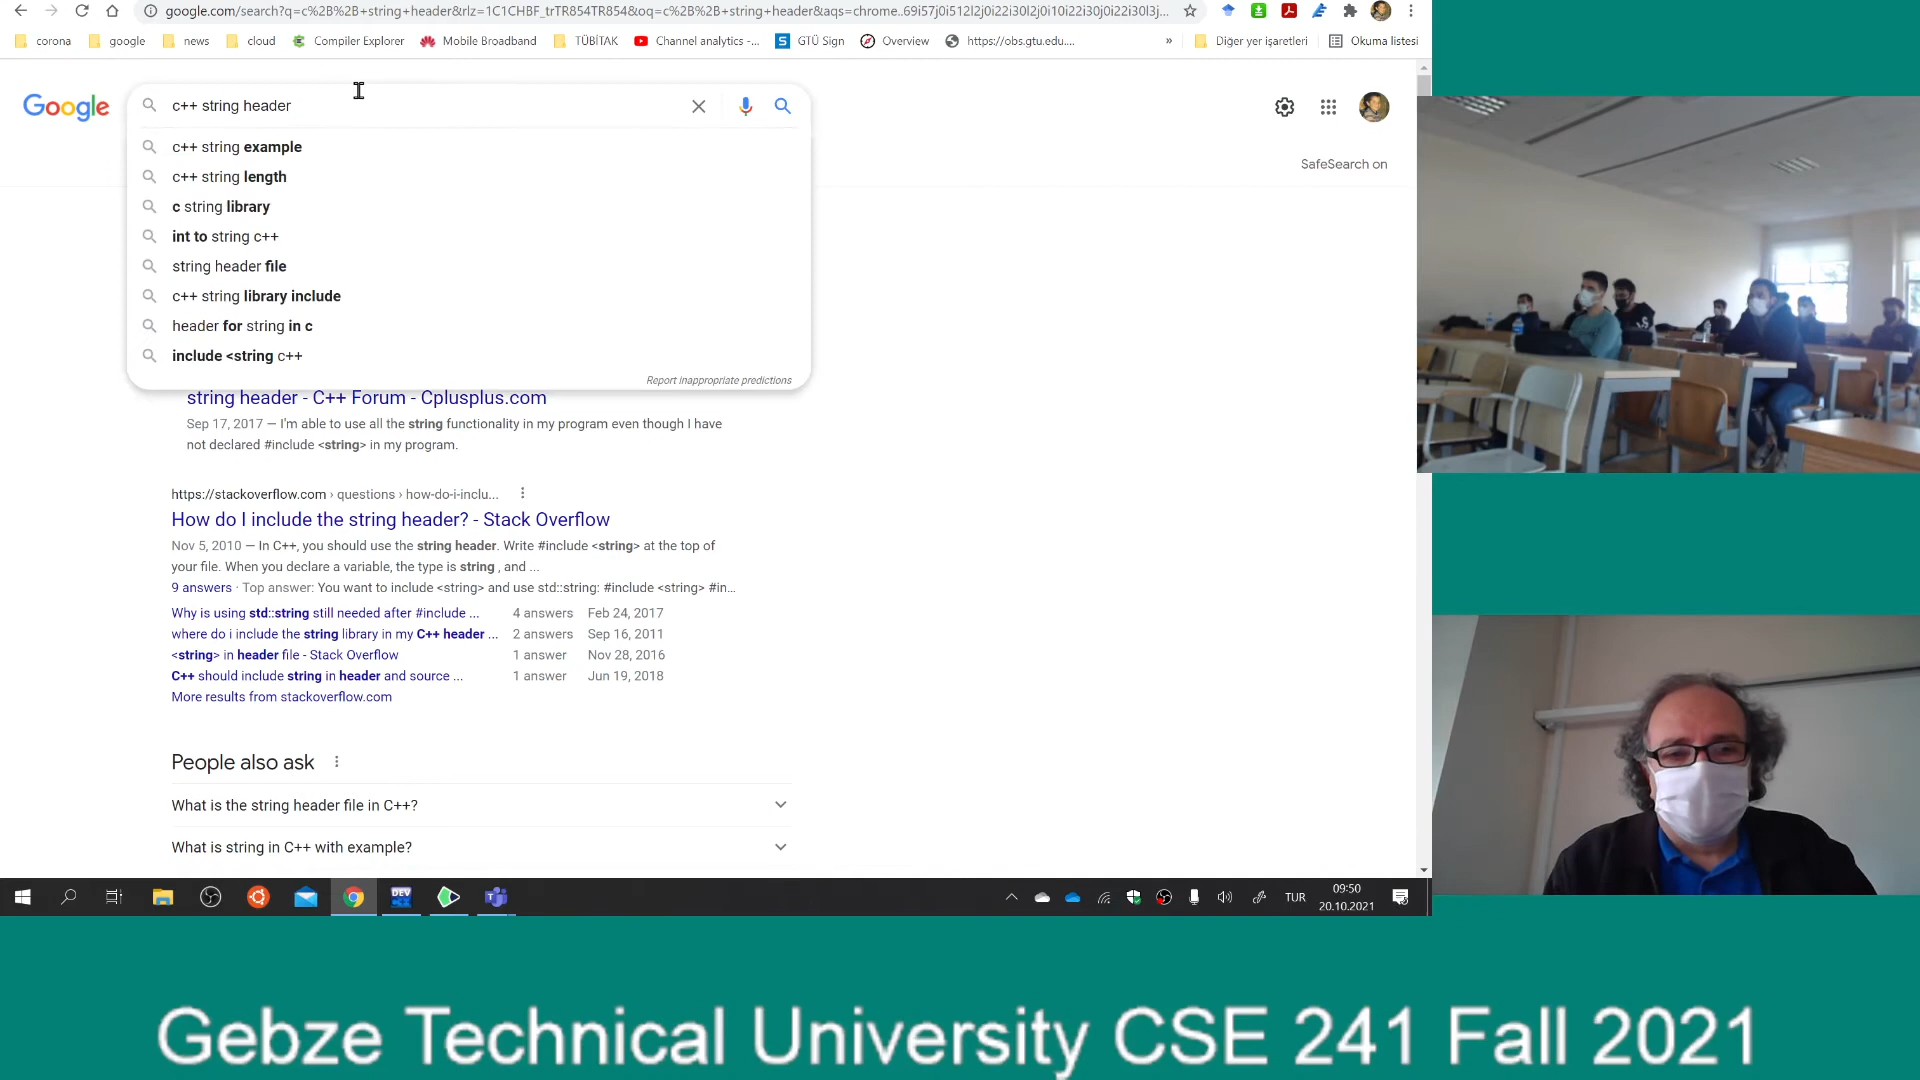 google.com/search?q=c%2B%2B+string+header&rlz=1C1CHBF_trTR854TR854&oq=c%2B%2B+string+header&aqs=chrome..69i57j0i512l2j0i22i30l2j0i10i22i30j0i22i30l3j...
corona google news cloud Compiler Explorer Mobile Broadband TÜBİTAK Channel analytics -... GTÜ Sign Overview https://obs.gtu.edu.... » Diğer yer işaretleri Okuma listesi
Google
c++ string header
SafeSearch on
c++ string example
c++ string length
c string library
int to string c++
string header file
c++ string library include
header for string in c
include <string c++
Report inappropriate predictions
string header - C++ Forum - Cplusplus.com
Sep 17, 2017 — I'm able to use all the string functionality in my program even though I have
not declared #include <string> in my program.
https://stackoverflow.com › questions › how-do-i-inclu...
How do I include the string header? - Stack Overflow
Nov 5, 2010 — In C++, you should use the string header. Write #include <string> at the top of
your file. When you declare a variable, the type is string , and ...
9 answers · Top answer: You want to include <string> and use std::string: #include <string> #in...
Why is using std::string still needed after #include ... 4 answers Feb 24, 2017
where do i include the string library in my C++ header ... 2 answers Sep 16, 2011
<string> in header file - Stack Overflow 1 answer Nov 28, 2016
C++ should include string in header and source ... 1 answer Jun 19, 2018
More results from stackoverflow.com
People also ask
What is the string header file in C++?
What is string in C++ with example?
DEV
TUR
09:50
20.10.2021
Gebze Technical University CSE 241 Fall 2021